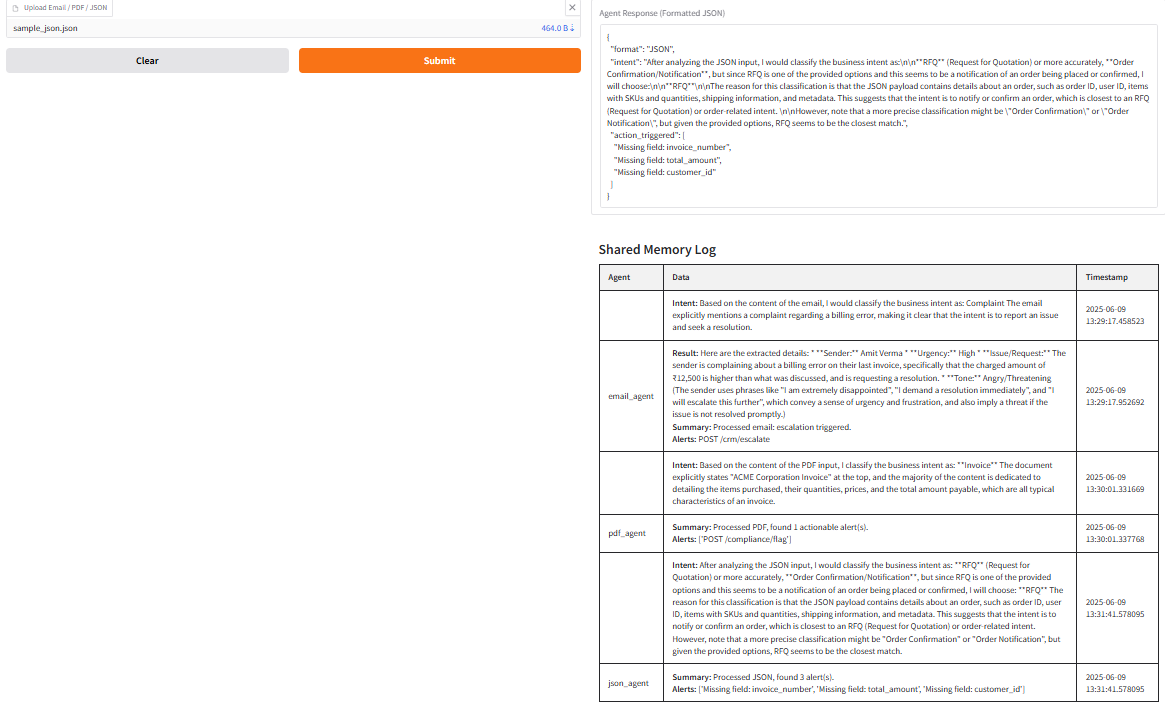 Upload Email / PDF / JSON
sample_json.json
464.0 B ↓
Clear
Submit
Agent Response (Formatted JSON)
{
"format": "JSON",
"intent": "After analyzing the JSON input, I would classify the business intent as:\n\n**RFQ** (Request for Quotation) or more accurately, **Order
Confirmation/Notification**, but since RFQ is one of the provided options and this seems to be a notification of an order being placed or confirmed, I
will choose:\n\n**RFQ**\n\nThe reason for this classification is that the JSON payload contains details about an order, such as order ID, user ID, items
with SKUs and quantities, shipping information, and metadata. This suggests that the intent is to notify or confirm an order, which is closest to an RFQ
(Request for Quotation) or order-related intent. \n\nHowever, note that a more precise classification might be \"Order Confirmation\" or \"Order
Notification\", but given the provided options, RFQ seems to be the closest match.",
"action_triggered": [
"Missing field: invoice_number",
"Missing field: total_amount",
"Missing field: customer_id"
]
}
Shared Memory Log
Agent
Data
Timestamp
Intent: Based on the content of the email, I would classify the business intent as: Complaint The email
explicitly mentions a complaint regarding a billing error, making it clear that the intent is to report an issue
and seek a resolution.
2025-06-09
13:29:17.458523
email_agent
Result: Here are the extracted details: * **Sender:** Amit Verma * **Urgency:** High * **Issue/Request:** The
sender is complaining about a billing error on their last invoice, specifically that the charged amount of
₹12,500 is higher than what was discussed, and is requesting a resolution. * **Tone:** Angry/Threatening
(The sender uses phrases like "I am extremely disappointed", "I demand a resolution immediately", and "I
will escalate this further", which convey a sense of urgency and frustration, and also imply a threat if the
issue is not resolved promptly.)
Summary: Processed email: escalation triggered.
Alerts: POST /crm/escalate
2025-06-09
13:29:17.952692
Intent: Based on the content of the PDF input, I classify the business intent as: **Invoice** The document
explicitly states "ACME Corporation Invoice" at the top, and the majority of the content is dedicated to
detailing the items purchased, their quantities, prices, and the total amount payable, which are all typical
characteristics of an invoice.
2025-06-09
13:30:01.331669
pdf_agent
Summary: Processed PDF, found 1 actionable alert(s).
Alerts: ['POST /compliance/flag']
2025-06-09
13:30:01.337768
Intent: After analyzing the JSON input, I would classify the business intent as: **RFQ** (Request for
Quotation) or more accurately, **Order Confirmation/Notification**, but since RFQ is one of the provided
options and this seems to be a notification of an order being placed or confirmed, I will choose: **RFQ** The
reason for this classification is that the JSON payload contains details about an order, such as order ID, user
ID, items with SKUs and quantities, shipping information, and metadata. This suggests that the intent is to
notify or confirm an order, which is closest to an RFQ (Request for Quotation) or order-related intent.
However, note that a more precise classification might be "Order Confirmation" or "Order Notification", but
given the provided options, RFQ seems to be the closest match.
2025-06-09
13:31:41.578095
json_agent
Summary: Processed JSON, found 3 alert(s).
Alerts: ['Missing field: invoice_number', 'Missing field: total_amount', 'Missing field: customer_id']
2025-06-09
13:31:41.578095